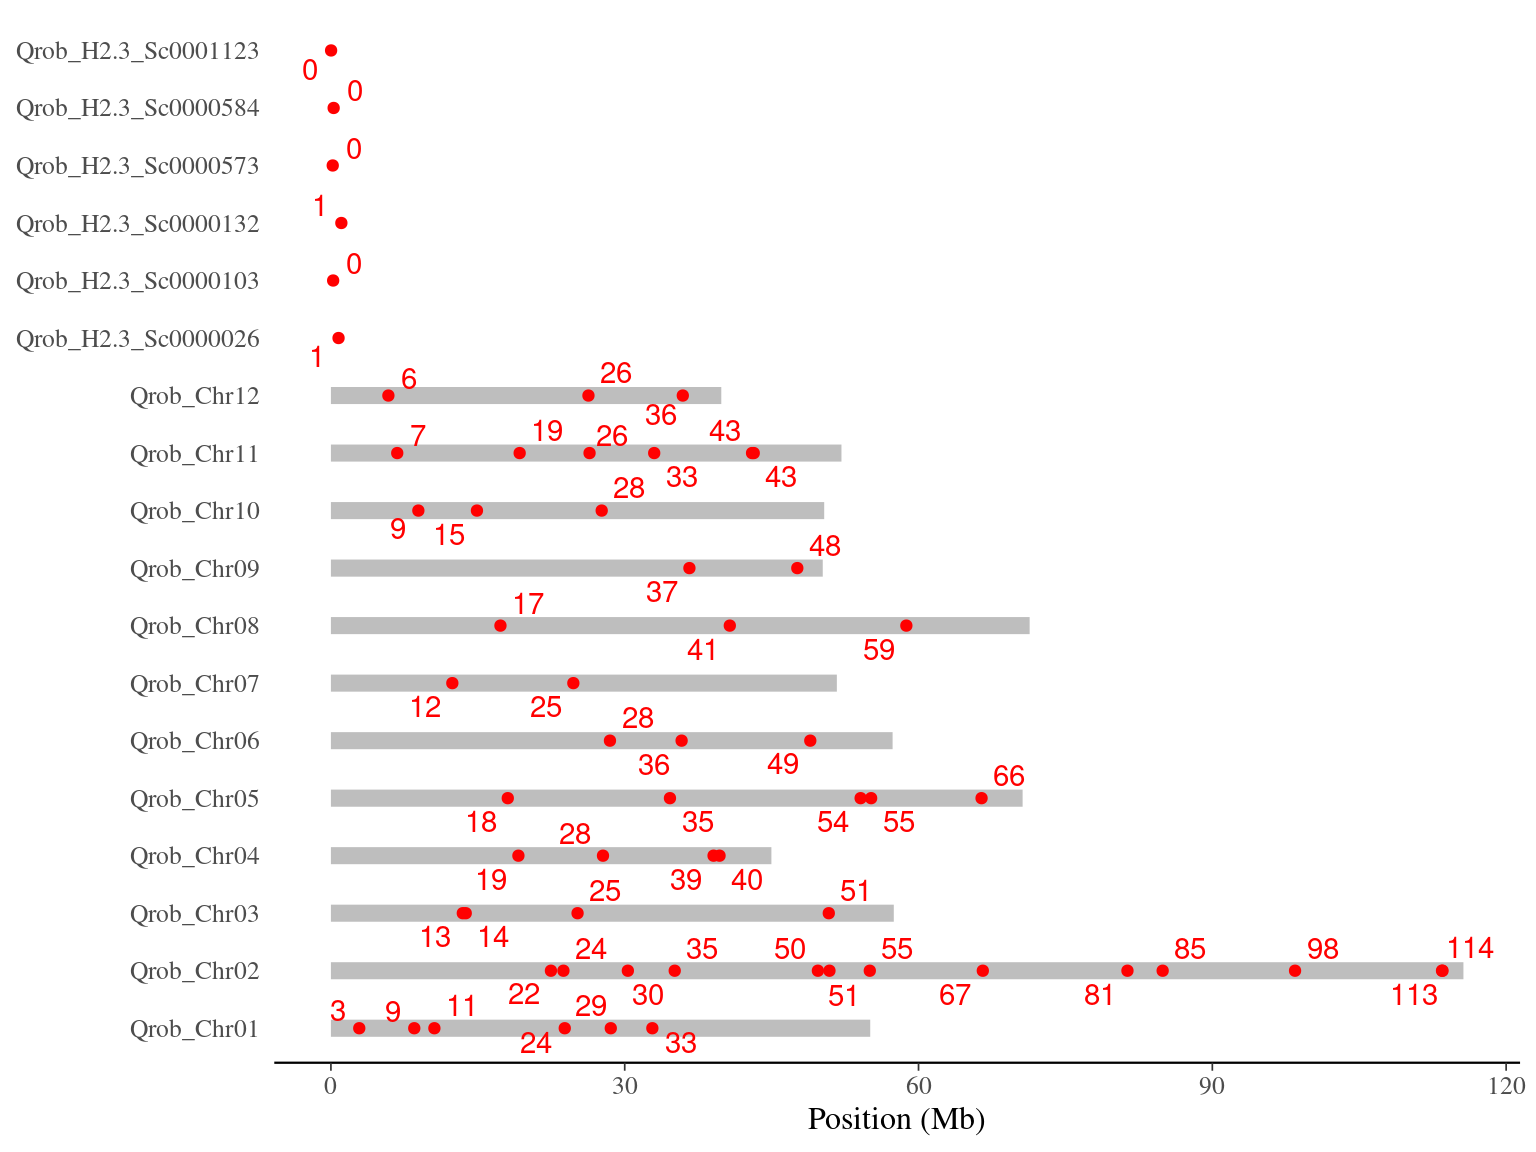 Qrob_H2.3_Sc0001123
0
0
Qrob_H2.3_Sc0000584
0
Qrob_H2.3_Sc0000573
1
Qrob_H2.3_Sc0000132
0
Qrob_H2.3_Sc0000103
Qrob_H2.3_Sc0000026
1
6 26
Qrob_Chr12
36
7 19 26 43
Qrob_Chr11
33 43
28
Qrob_Chr10
9 15
48
Qrob_Chr09
37
17
Qrob_Chr08
41 59
Qrob_Chr07
12 25
28
Qrob_Chr06
36 49
66
Qrob_Chr05
18 35 54 55
28
Qrob_Chr04
19 39 40
25 51
Qrob_Chr03
13 14
24 35 50 55 85 98 114
Qrob_Chr02
22 30 51 67 81 113
3 9 11 29
Qrob_Chr01
24 33
0 30 60 90 120
Position (Mb)